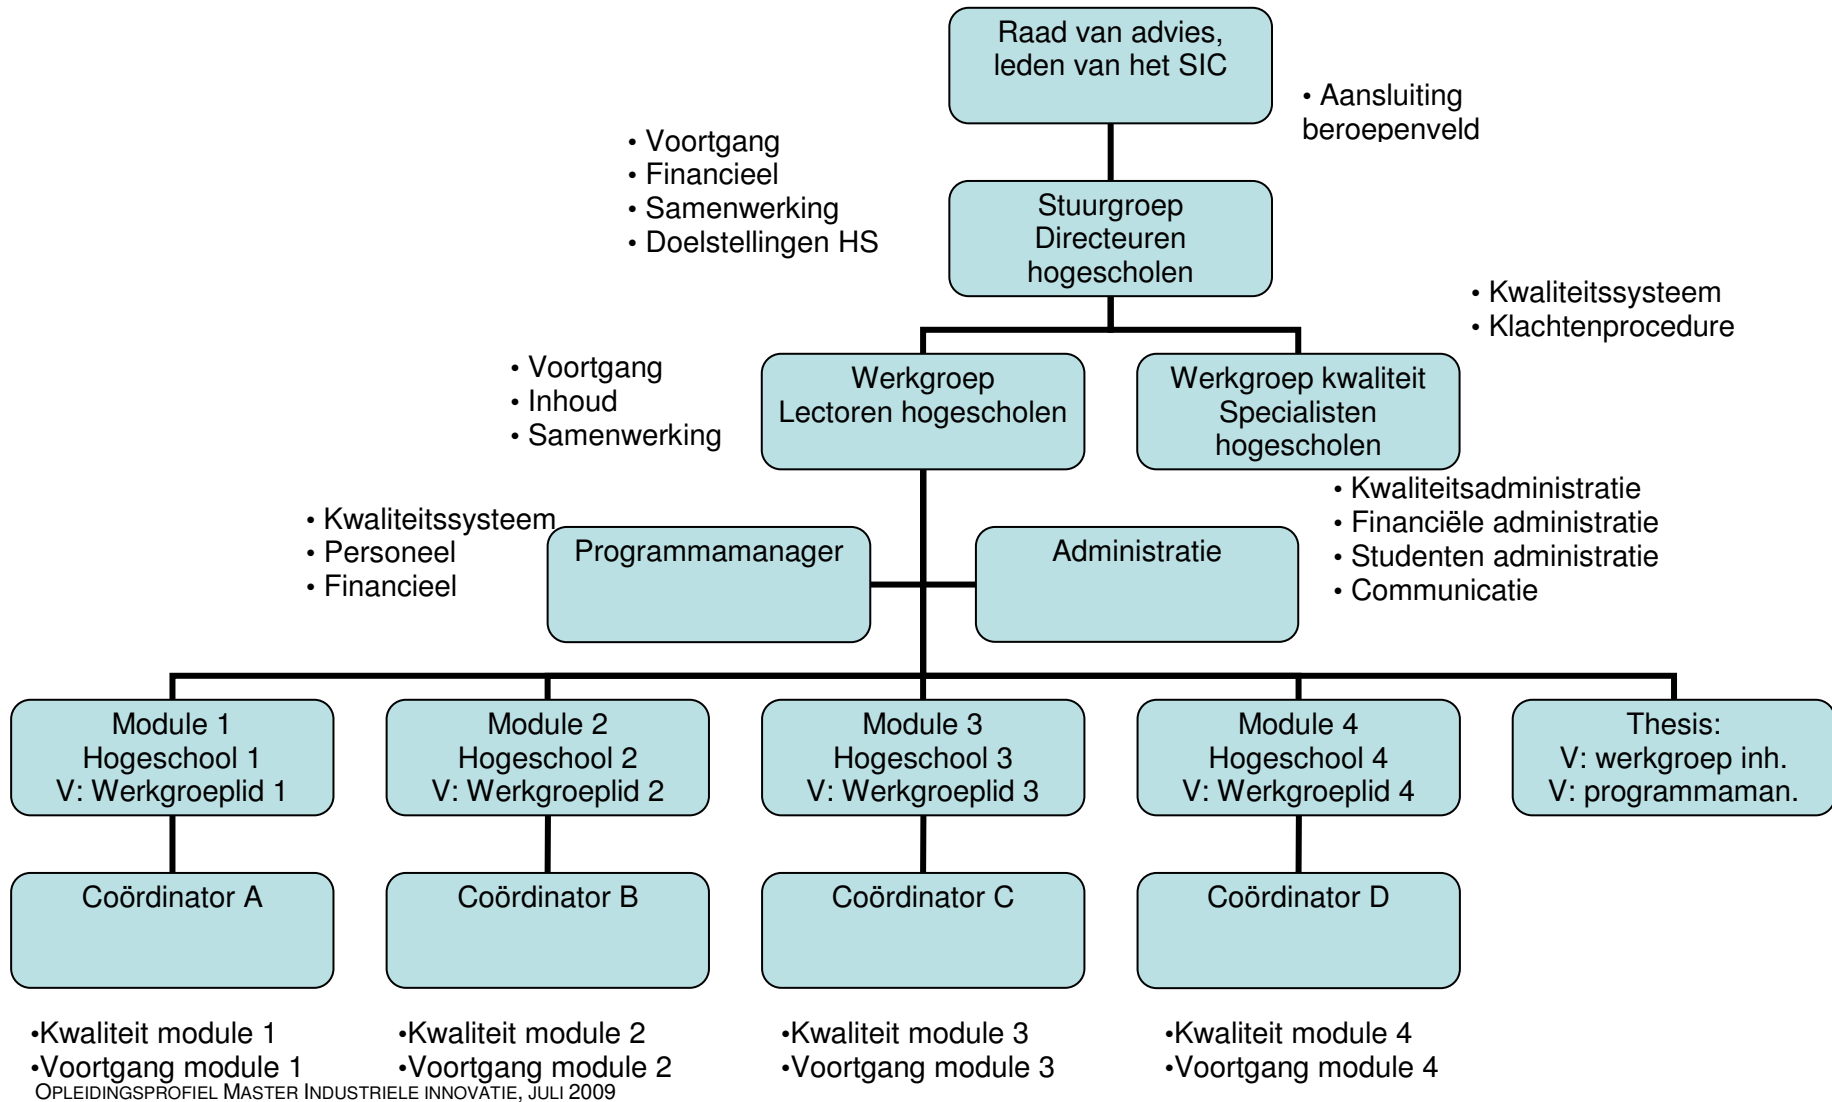 Raad van advies,
leden van het SIC
• Aansluiting
beroepenveld
• Voortgang
• Financieel
• Samenwerking
• Doelstellingen HS
Stuurgroep
Directeuren
hogescholen
• Kwaliteitssysteem
• Klachtenprocedure
• Voortgang
• Inhoud
• Samenwerking
Werkgroep
Lectoren hogescholen
Werkgroep kwaliteit
Specialisten
hogescholen
• Kwaliteitssysteem
• Personeel
• Financieel
Programmamanager
Administratie
• Kwaliteitsadministratie
• Financiële administratie
• Studenten administratie
• Communicatie
Module 1
Hogeschool 1
V: Werkgroeplid 1
Module 2
Hogeschool 2
V: Werkgroeplid 2
Module 3
Hogeschool 3
V: Werkgroeplid 3
Module 4
Hogeschool 4
V: Werkgroeplid 4
Thesis:
V: werkgroep inh.
V: programmaman.
Coördinator A
Coördinator B
Coördinator C
Coördinator D
•Kwaliteit module 1
•Voortgang module 1
•Kwaliteit module 2
•Voortgang module 2
•Kwaliteit module 3
•Voortgang module 3
•Kwaliteit module 4
•Voortgang module 4
OPLEIDINGSPROFIEL MASTER INDUSTRIELE INNOVATIE, JULI 2009